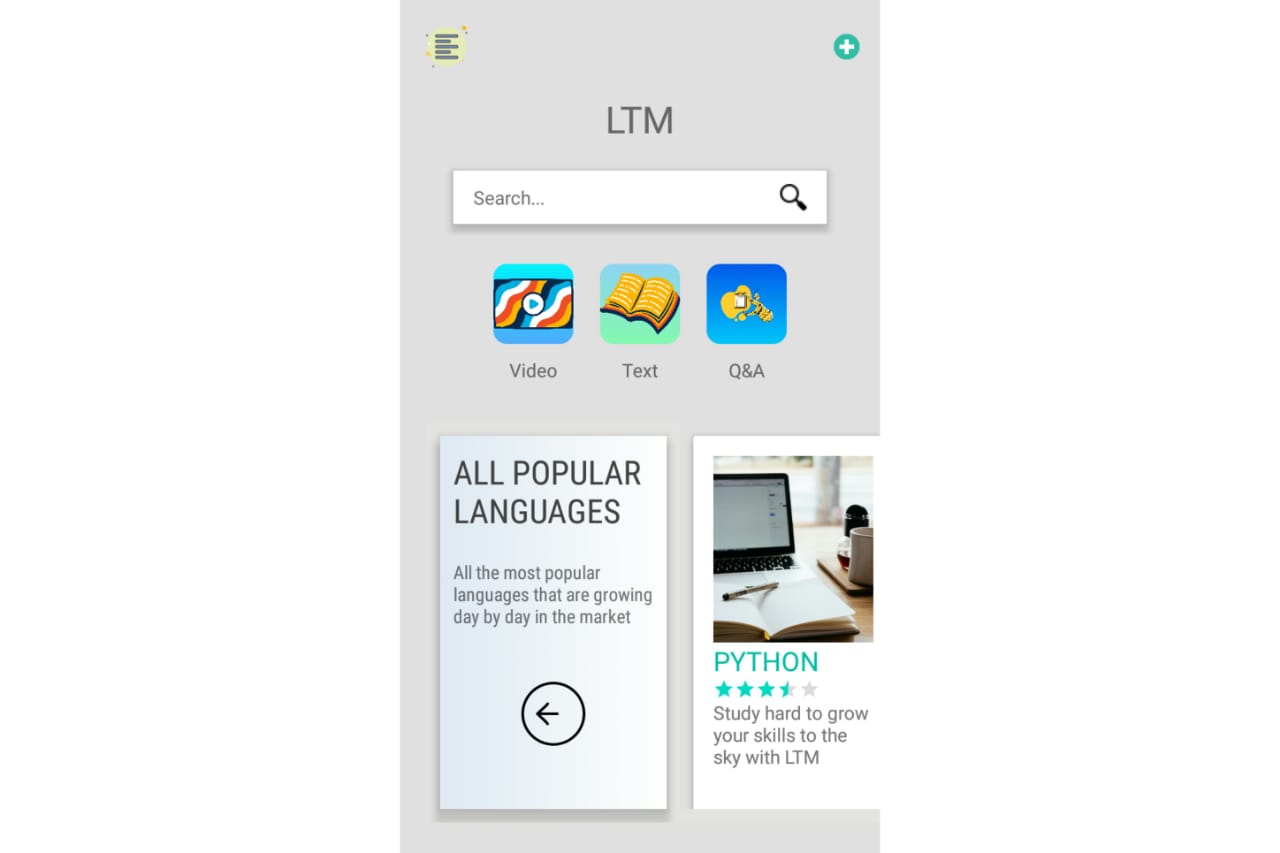 LTM
Search...
Video
Text
Q&A
ALL POPULAR
LANGUAGES
All the most popular
languages that are growing
day by day in the market
PYTHON
Study hard to grow
your skills to the
sky with LTM